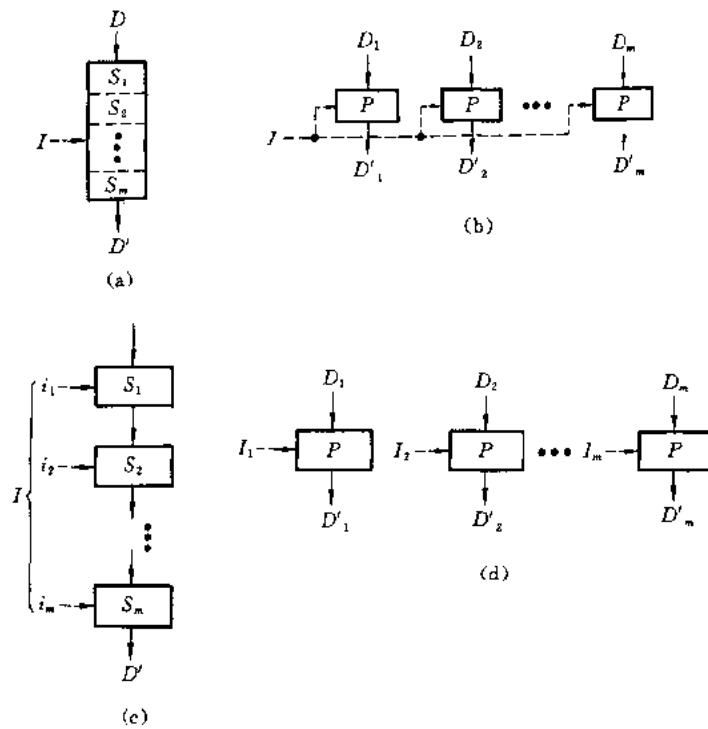 D
S₁
S₂
I
Sₘ
D′
(a)
D₁ D₂ Dₘ
P P P
I
D′₁ D′₂ D′ₘ
(b)
i₁ S₁
i₂ S₂
I
iₘ Sₘ
D′
(c)
D₁ D₂ Dₘ
I₁ P I₂ P ••• Iₘ P
D′₁ D′₂ D′ₘ
(d)